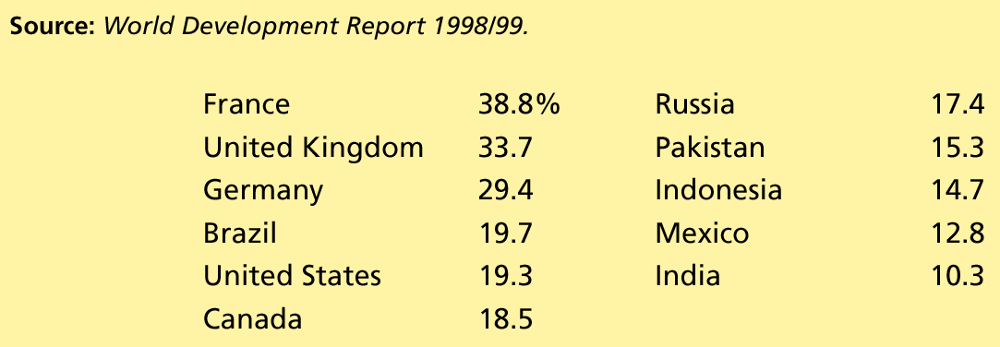 Source: World Development Report 1998/99.
France 38.8% Russia 17.4
United Kingdom 33.7 Pakistan 15.3
Germany 29.4 Indonesia 14.7
Brazil 19.7 Mexico 12.8
United States 19.3 India 10.3
Canada 18.5